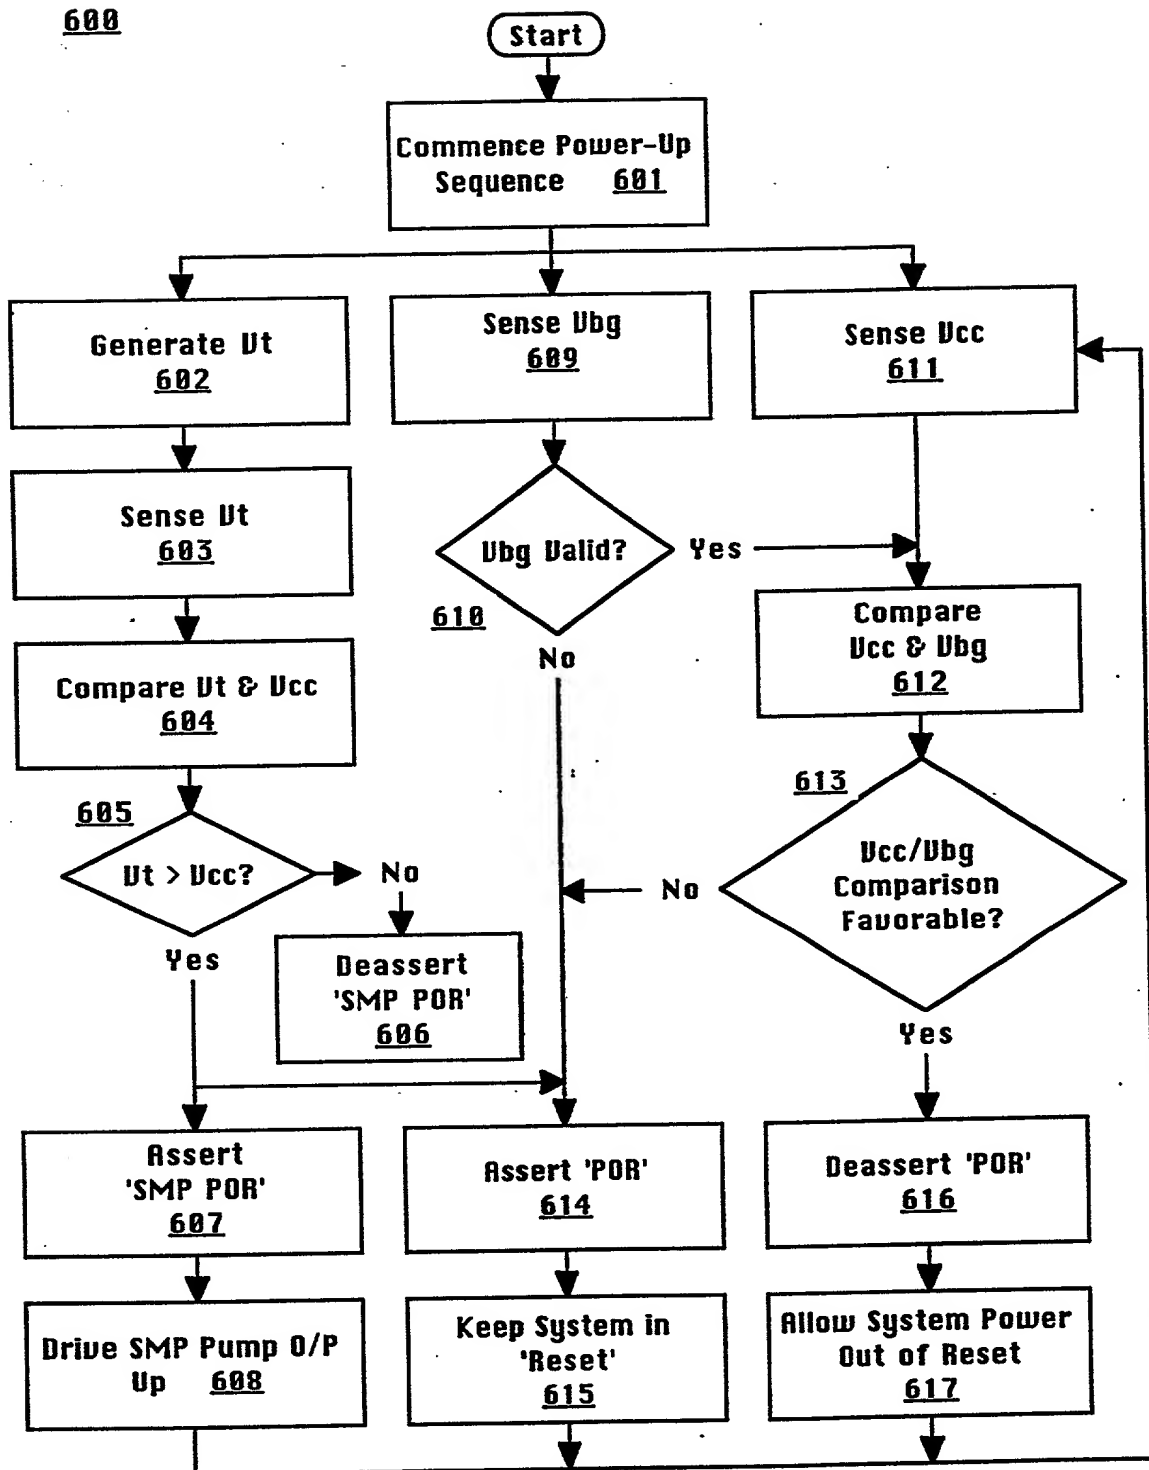 600
Start
Commence Power-Up
Sequence 601
Generate Vt
602
Sense Vbg
609
Sense Vcc
611
Sense Vt
603
Vbg Valid?
610
Yes
No
Compare
Vcc & Vbg
612
Compare Vt & Vcc
604
605
Vt > Vcc?
No
Yes
Deassert
'SMP POR'
606
613
Vcc/Vbg
Comparison
Favorable?
No
Yes
Assert
'SMP POR'
607
Assert 'POR'
614
Deassert 'POR'
616
Drive SMP Pump O/P
Up 608
Keep System in
'Reset'
615
Allow System Power
Out of Reset
617